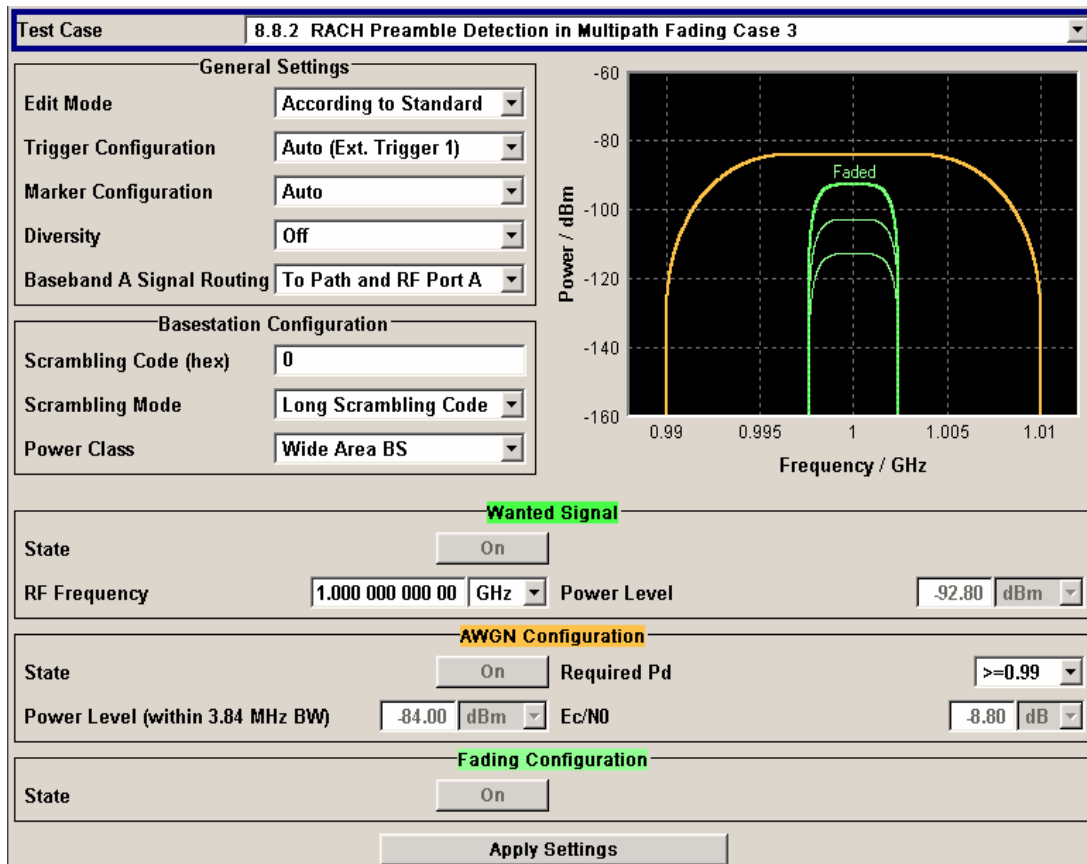 Test Case
8.8.2 RACH Preamble Detection in Multipath Fading Case 3
General Settings
Edit Mode
According to Standard
Trigger Configuration
Auto (Ext. Trigger 1)
Marker Configuration
Auto
Diversity
Off
Baseband A Signal Routing
To Path and RF Port A
Basestation Configuration
Scrambling Code (hex)
0
Scrambling Mode
Long Scrambling Code
Power Class
Wide Area BS
Power / dBm
-60
-80
-100
-120
-140
-160
Faded
0.99
0.995
1
1.005
1.01
Frequency / GHz
Wanted Signal
State
On
RF Frequency
1.000 000 000 00
GHz
Power Level
-92.80
dBm
AWGN Configuration
State
On
Required Pd
>=0.99
Power Level (within 3.84 MHz BW)
-84.00
dBm
Ec/N0
-8.80
dB
Fading Configuration
State
On
Apply Settings